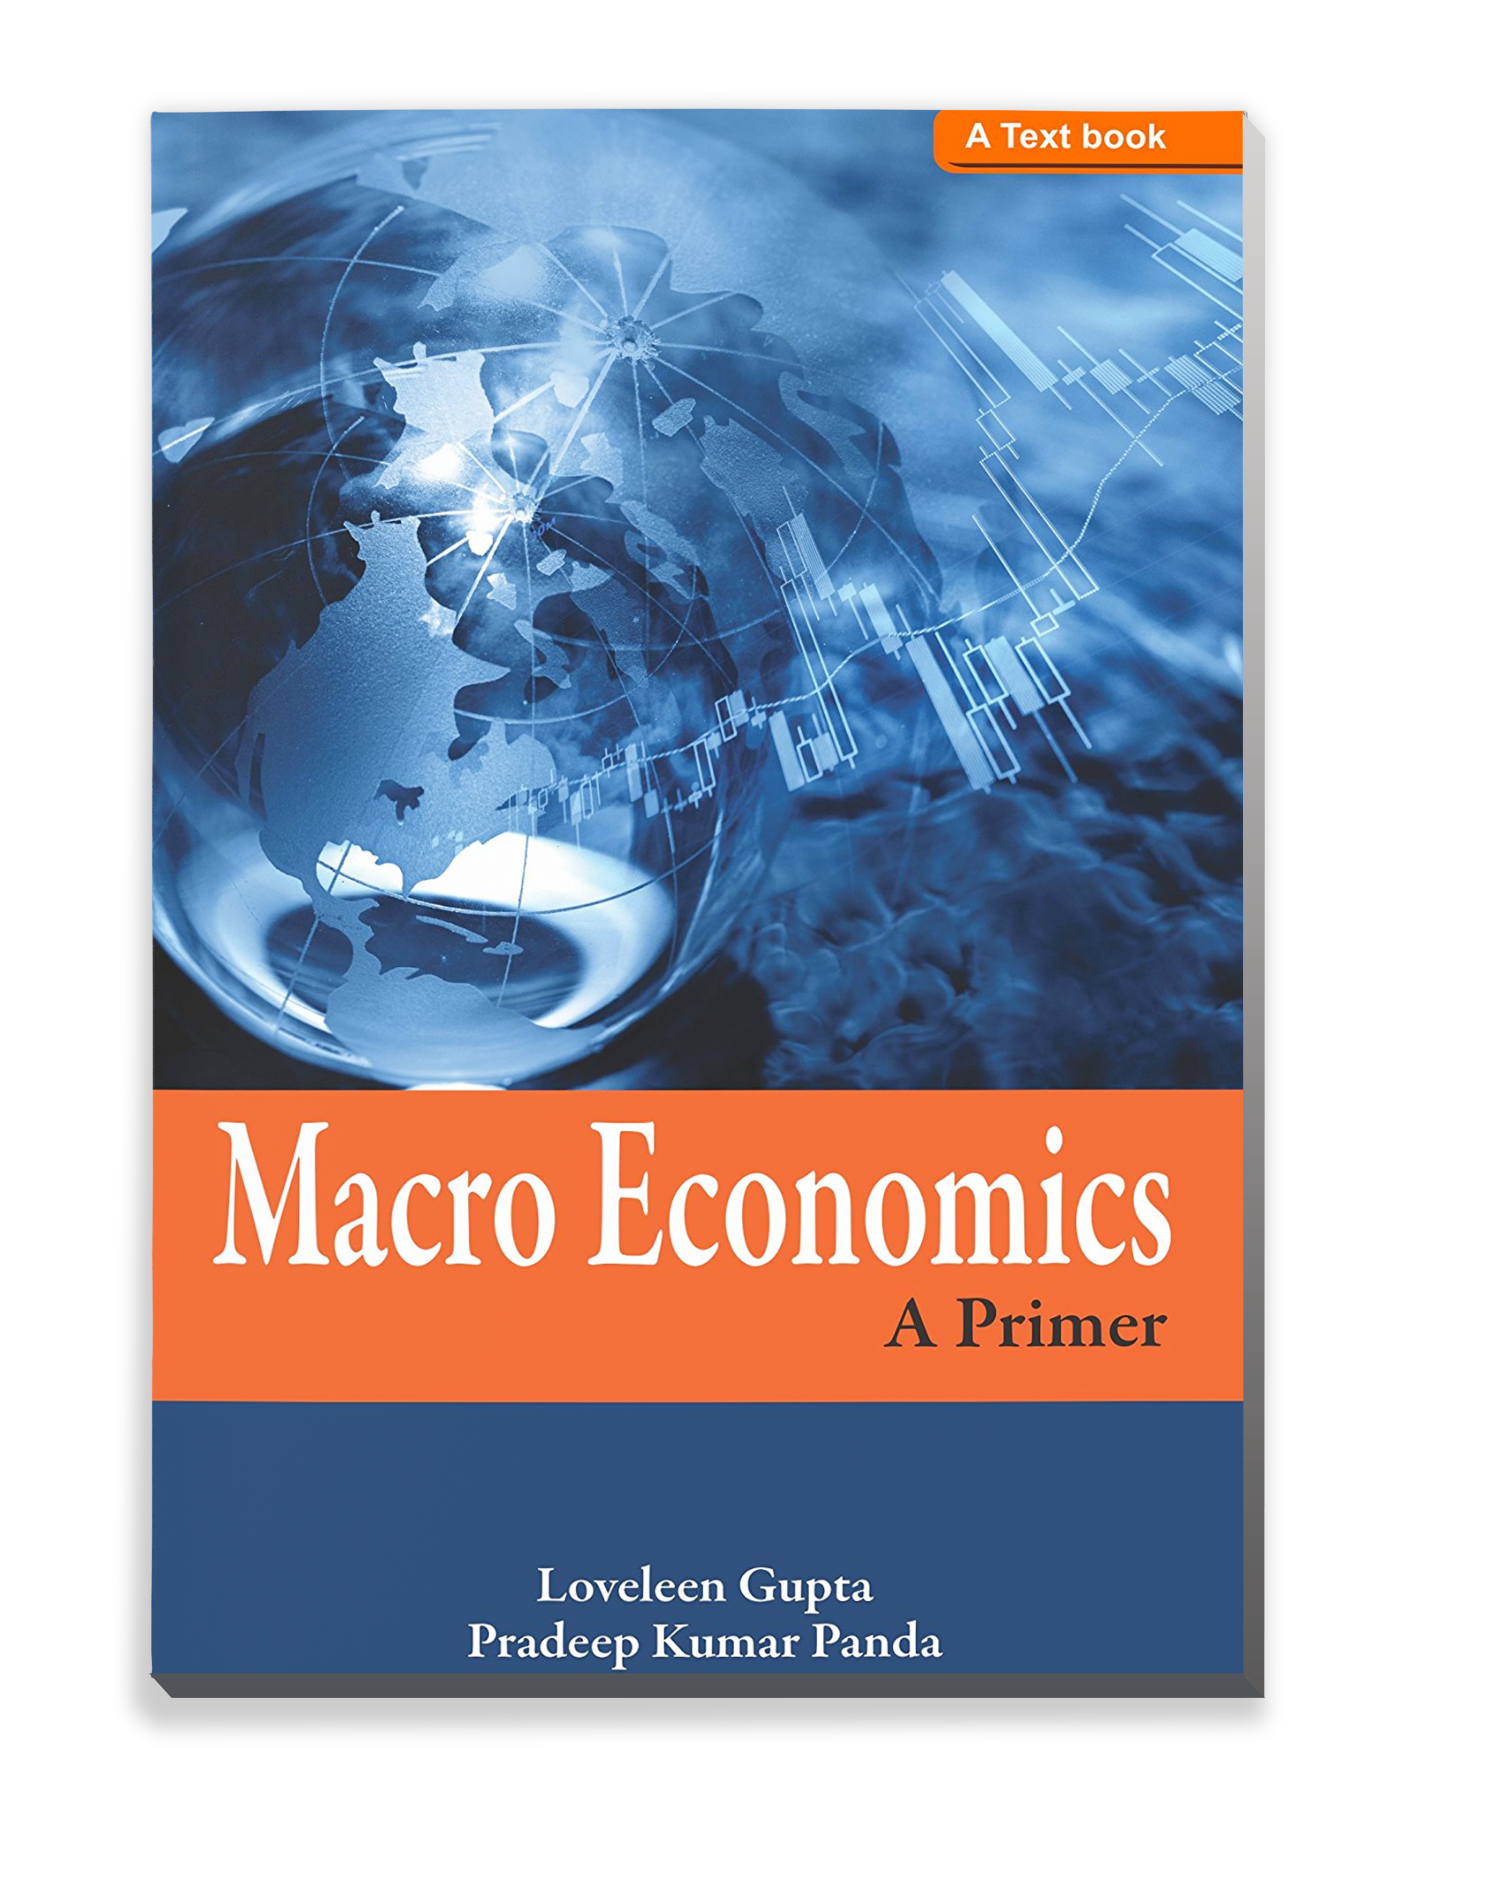 A Text book
Macro Economics
A Primer
Loveleen Gupta
Pradeep Kumar Panda